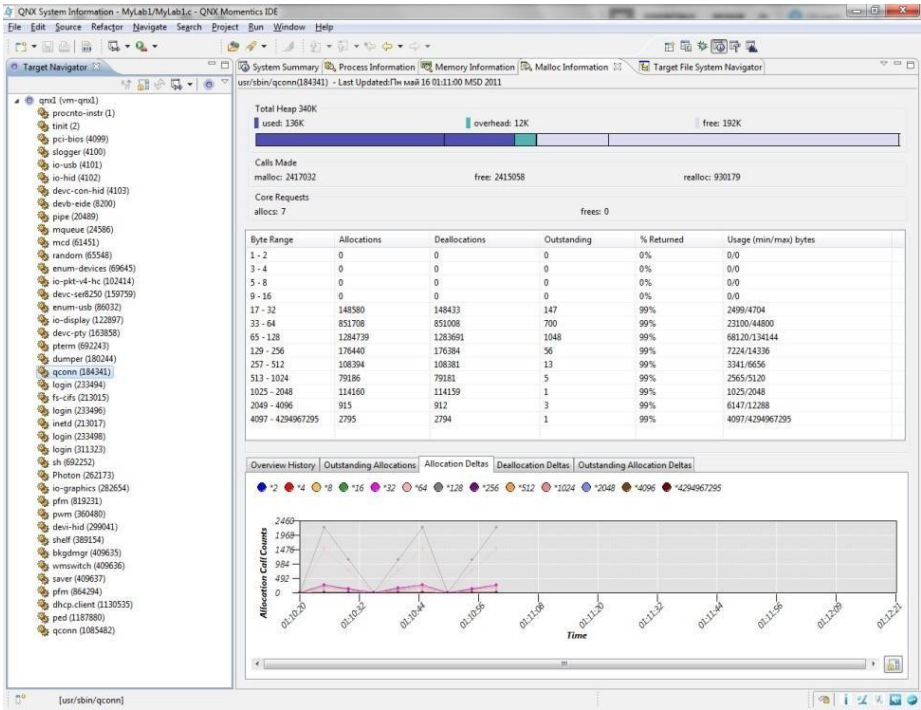 QNX System Information - MyLab1/MyLab1.c - QNX Momentics IDE
File Edit Source Refactor Navigate Search Project Run Window Help
Target Navigator
qnx1 (vm-qnx1)
procnto-instr (1)
tinit (2)
pci-bios (4099)
slogger (4100)
io-usb (4101)
io-hid (4102)
devc-con-hid (4103)
devb-eide (8200)
pipe (20489)
mqueue (24586)
mcd (61451)
random (65548)
enum-devices (69645)
io-pkt-v4-hc (102414)
devc-ser8250 (159759)
enum-usb (86032)
io-display (122897)
devc-pty (163858)
pterm (692243)
dumper (180244)
qconn (184341)
login (233494)
fs-cifs (213015)
login (233496)
inetd (213017)
login (233498)
login (311323)
sh (692252)
Photon (262173)
io-graphics (282654)
pfm (819231)
pwm (360480)
devi-hid (299041)
shelf (389154)
bkgdmgr (409635)
wmswitch (409636)
saver (409637)
pfm (864294)
dhcp.client (1130535)
ped (1187880)
qconn (1085482)
System Summary Process Information Memory Information Malloc Information Target File System Navigator
usr/sbin/qconn(184341) - Last Updated:Пн май 16 01:11:00 MSD 2011
Total Heap 340K
used: 136K overhead: 12K free: 192K
Calls Made
malloc: 2417032 free: 2415058 realloc: 930179
Core Requests
allocs: 7 frees: 0
Byte Range Allocations Deallocations Outstanding % Returned Usage (min/max) bytes
1 - 2 0 0 0 0% 0/0
3 - 4 0 0 0 0% 0/0
5 - 8 0 0 0 0% 0/0
9 - 16 0 0 0 0% 0/0
17 - 32 148580 148433 147 99% 2499/4704
33 - 64 851708 851008 700 99% 23100/44800
65 - 128 1284739 1283691 1048 99% 68120/134144
129 - 256 176440 176384 56 99% 7224/14336
257 - 512 108394 108381 13 99% 3341/6656
513 - 1024 79186 79181 5 99% 2565/5120
1025 - 2048 114160 114159 1 99% 1025/2048
2049 - 4096 915 912 3 99% 6147/12288
4097 - 4294967295 2795 2794 1 99% 4097/4294967295
Overview History Outstanding Allocations Allocation Deltas Deallocation Deltas Outstanding Allocation Deltas
*2 *4 *8 *16 *32 *64 *128 *256 *512 *1024 *2048 *4096 *4294967295
Allocation Call Counts
2460
1968
1476
984
492
0
01:10:20 01:10:32 01:10:44 01:10:56 01:11:08 01:11:20 01:11:32 01:11:44 01:11:56 01:12:09 01:12:21
Time
[usr/sbin/qconn]